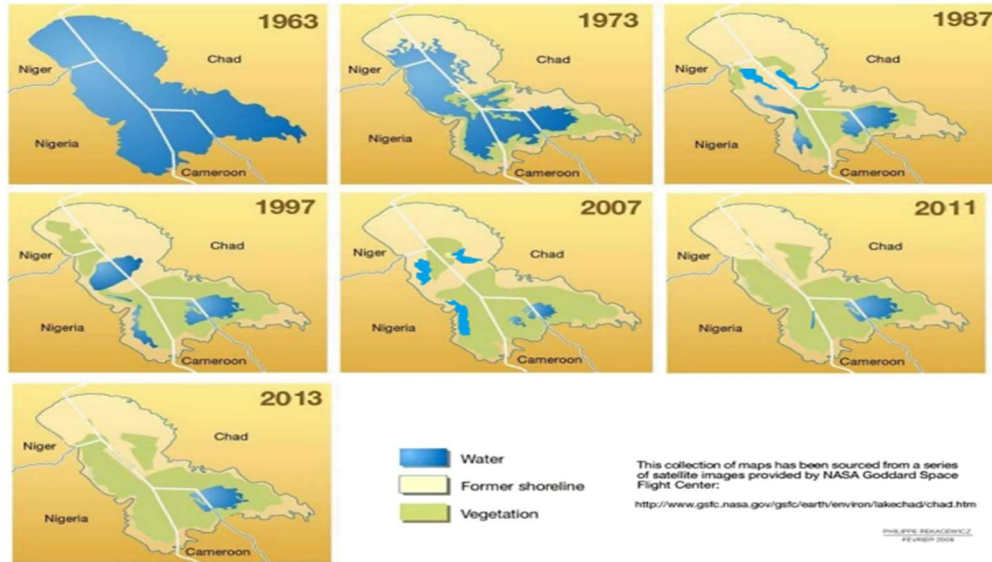 1963
Niger
Chad
Nigeria
Cameroon
1973
Niger
Chad
Nigeria
Cameroon
1987
Niger
Chad
Nigeria
Cameroon
1997
Niger
Chad
Nigeria
Cameroon
2007
Niger
Chad
Nigeria
Cameroon
2011
Niger
Chad
Nigeria
Cameroon
2013
Niger
Chad
Nigeria
Cameroon
Water
Former shoreline
Vegetation
This collection of maps has been sourced from a series
of satellite images provided by NASA Goddard Space
Flight Center:
http://www.gsfc.nasa.gov/gsfc/earth/environ/lakechad/chad.htm
PHILIPPE REKACEWICZ